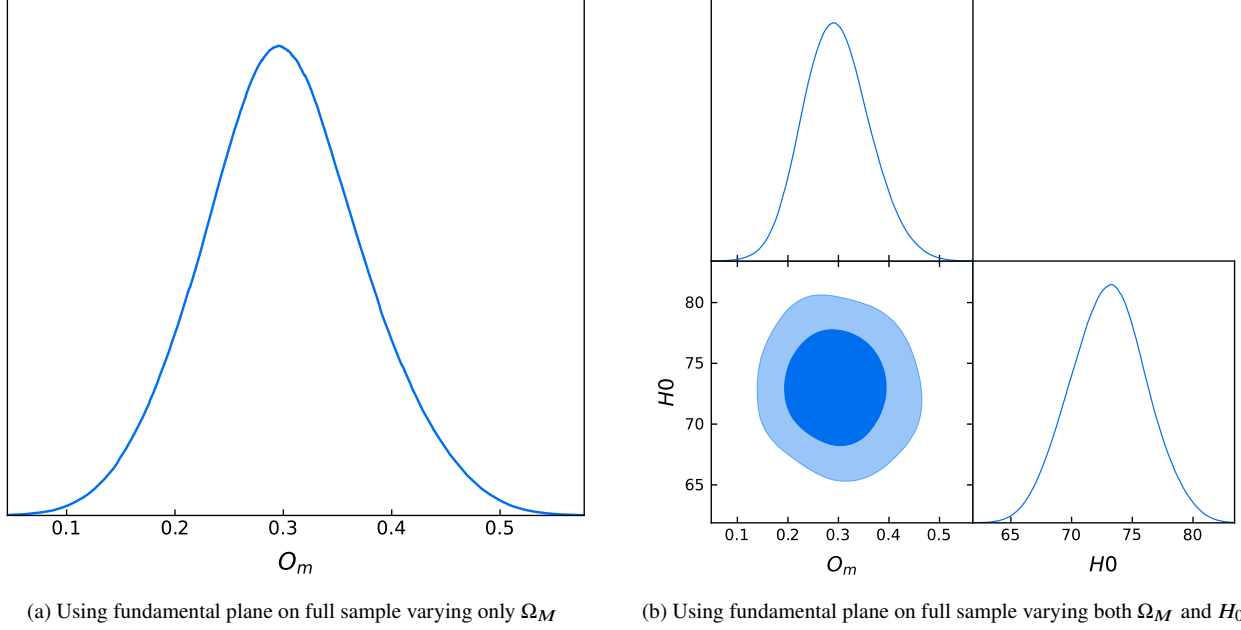 0.1 0.2 0.3 0.4 0.5
O_m
(a) Using fundamental plane on full sample varying only Ω_M
80
75
70
65
H0
0.1 0.2 0.3 0.4 0.5
O_m
65 70 75 80
H0
(b) Using fundamental plane on full sample varying both Ω_M and H_0